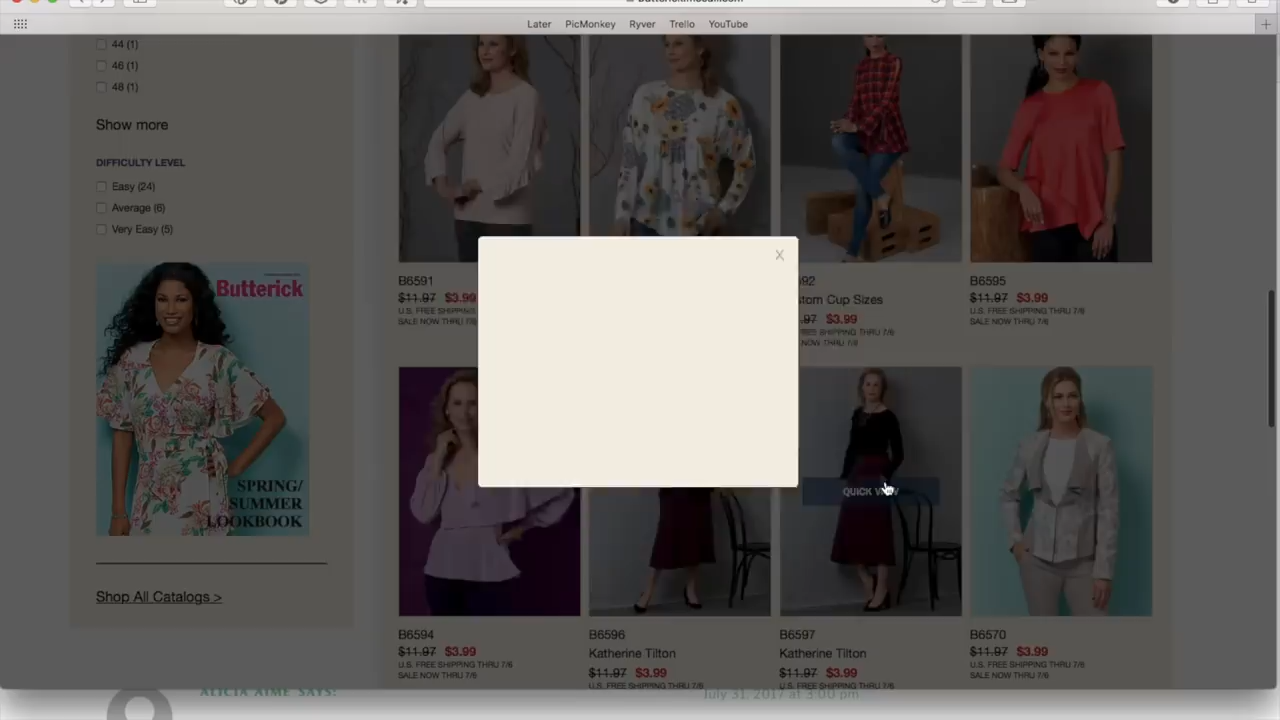 Later PicMonkey Ryver Trello YouTube
44 (1)
46 (1)
48 (1)
Show more
DIFFICULTY LEVEL
Easy (24)
Average (6)
Very Easy (5)
Butterick
SPRING/
SUMMER
LOOKBOOK
Shop All Catalogs >
B6591
$11.97 $3.99
U.S. FREE SHIPPING
SALE NOW THRU 7/6
X
Cup Sizes
$3.99
SHIPPING THRU 7/6
NOW THRU 7/6
B6595
$11.97 $3.99
U.S. FREE SHIPPING THRU 7/6
SALE NOW THRU 7/6
QUICK
B6594
$11.97 $3.99
U.S. FREE SHIPPING THRU 7/6
SALE NOW THRU 7/6
B6596
Katherine Tilton
$11.97 $3.99
U.S. FREE SHIPPING THRU 7/6
B6597
Katherine Tilton
$11.97 $3.99
U.S. FREE SHIPPING THRU 7/6
B6570
$11.97 $3.99
U.S. FREE SHIPPING THRU 7/6
SALE NOW THRU 7/6
ALICIA AIME SAYS:
July 31, 2017 at 3:00 pm